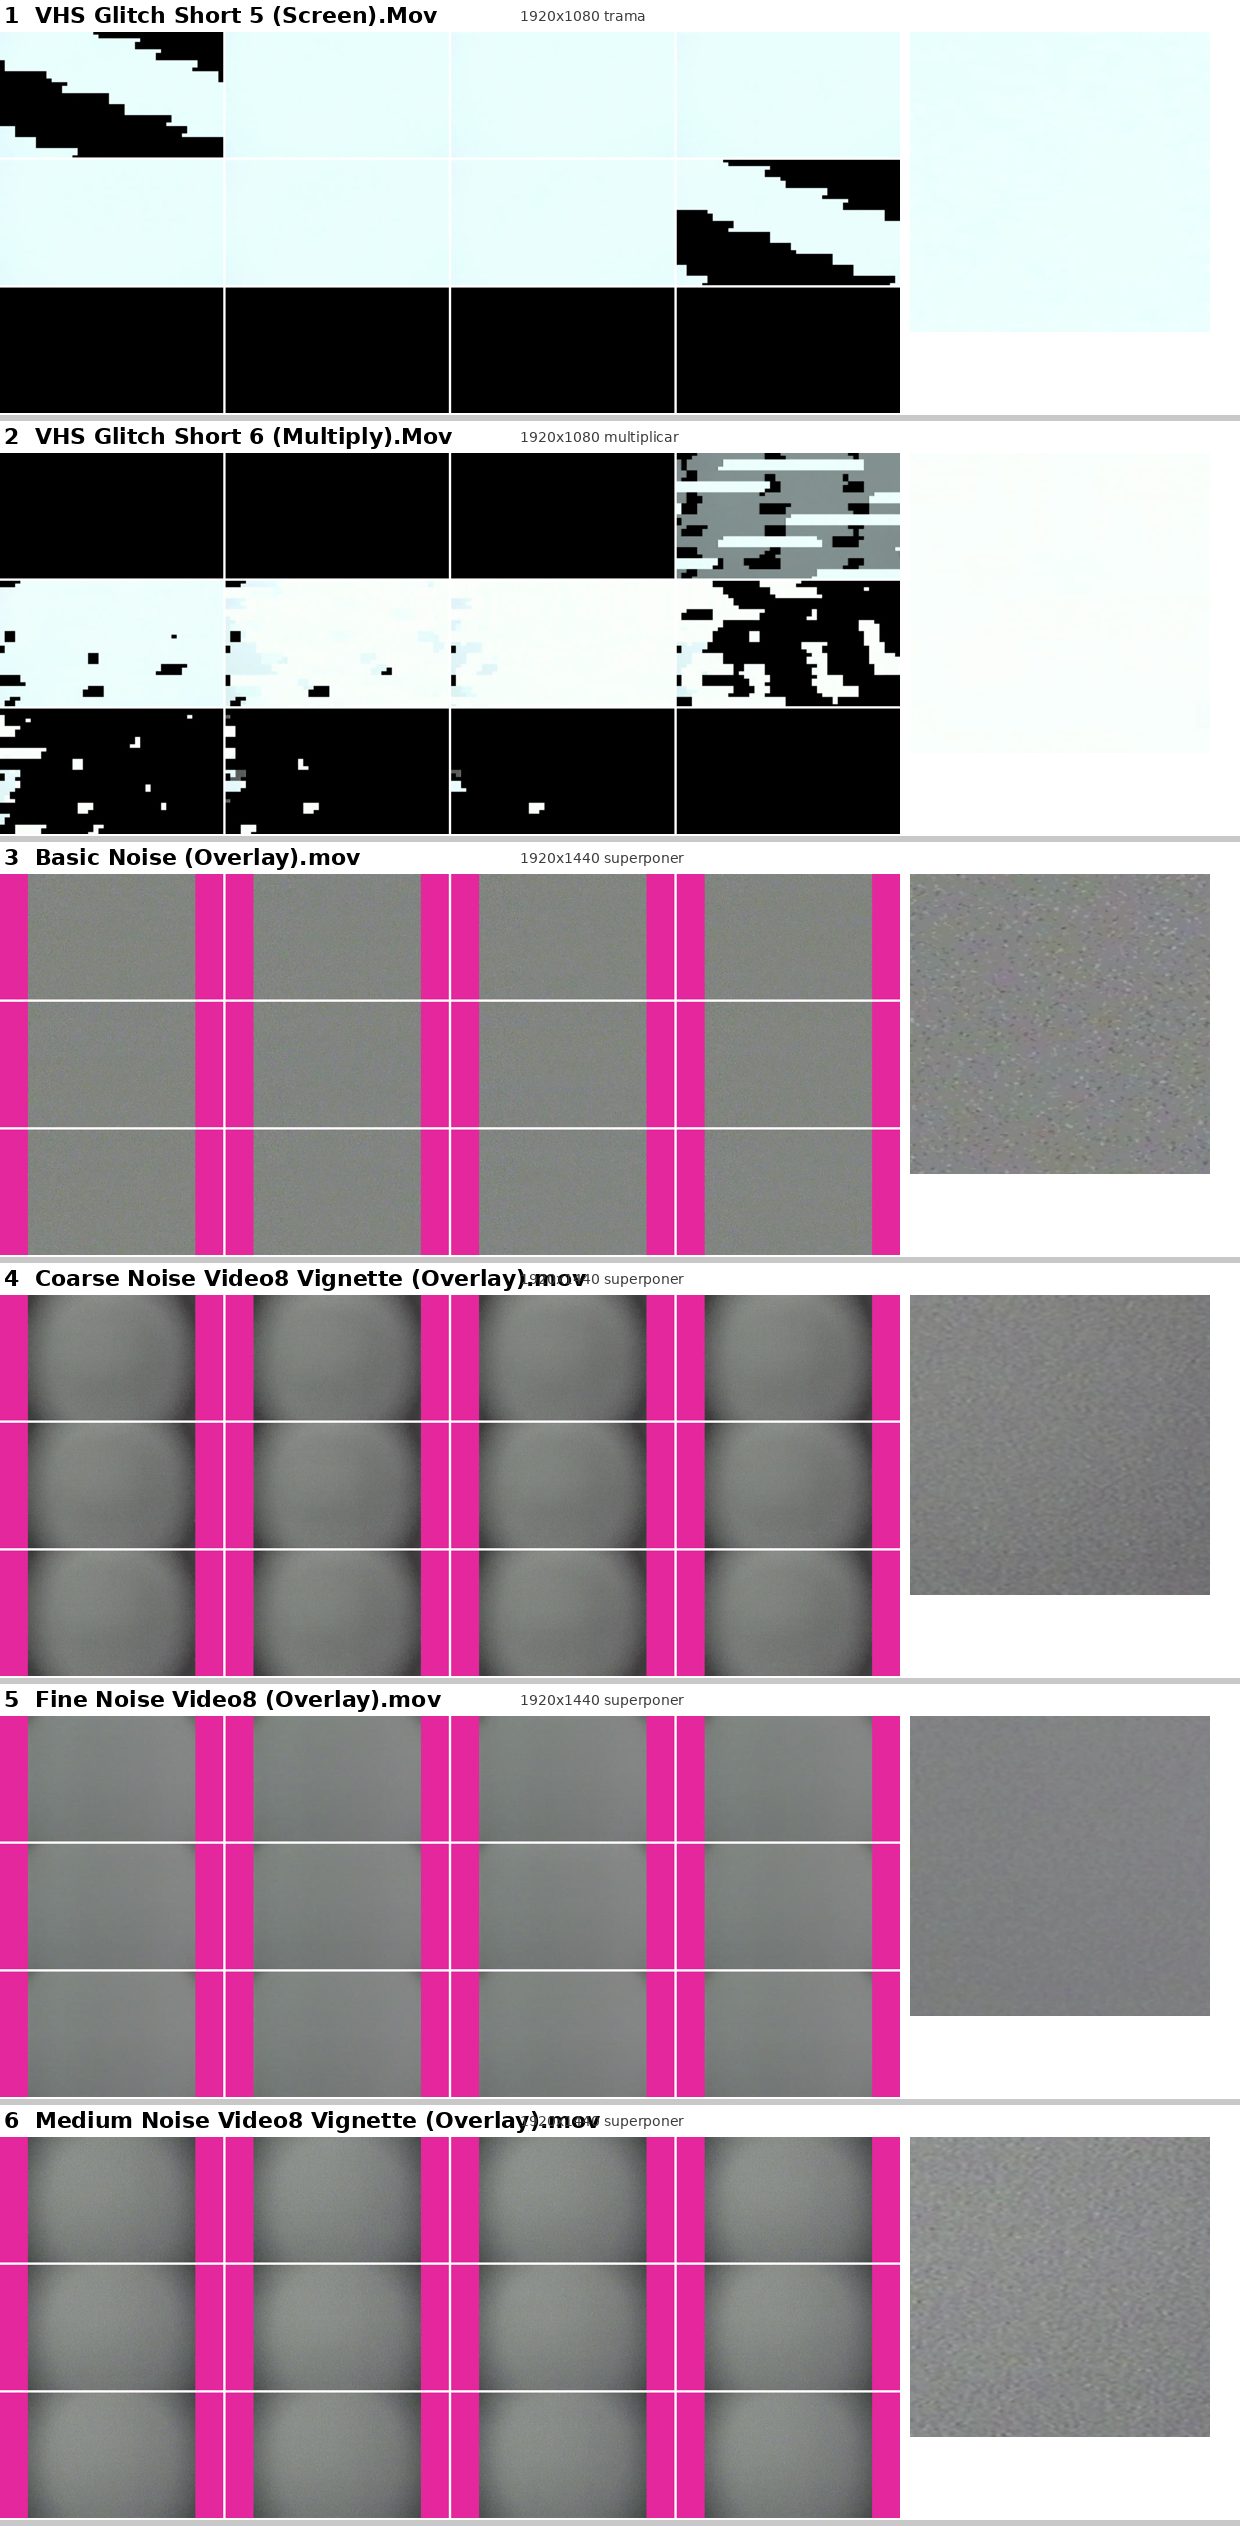 1 VHS Glitch Short 5 (Screen).Mov 1920x1080 trama
2 VHS Glitch Short 6 (Multiply).Mov 1920x1080 multiplicar
3 Basic Noise (Overlay).mov 1920x1440 superponer
4 Coarse Noise Video8 Vignette (Overlay).mov 1920x1440 superponer
5 Fine Noise Video8 (Overlay).mov 1920x1440 superponer
6 Medium Noise Video8 Vignette (Overlay).mov 1920x1440 superponer